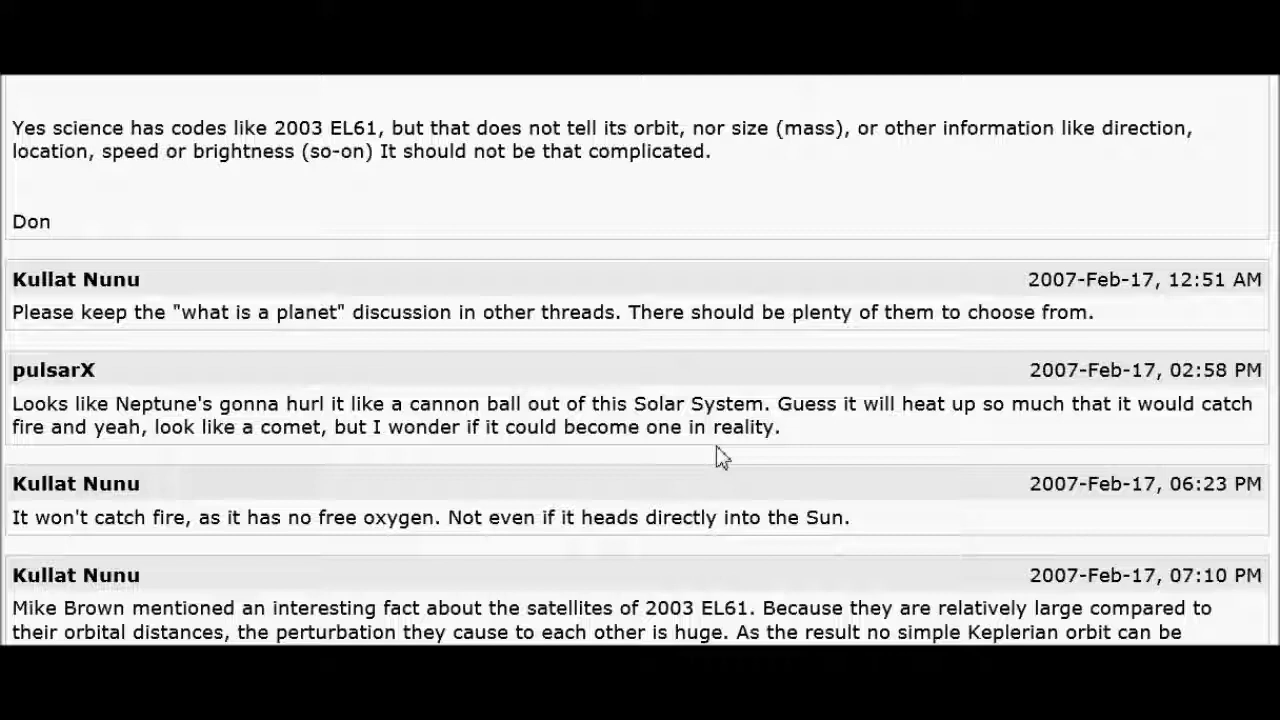 Yes science has codes like 2003 EL61, but that does not tell its orbit, nor size (mass), or other information like direction,
location, speed or brightness (so-on) It should not be that complicated.
Don
Kullat Nunu 2007-Feb-17, 12:51 AM
Please keep the "what is a planet" discussion in other threads. There should be plenty of them to choose from.
pulsarX 2007-Feb-17, 02:58 PM
Looks like Neptune's gonna hurl it like a cannon ball out of this Solar System. Guess it will heat up so much that it would catch
fire and yeah, look like a comet, but I wonder if it could become one in reality.
Kullat Nunu 2007-Feb-17, 06:23 PM
It won't catch fire, as it has no free oxygen. Not even if it heads directly into the Sun.
Kullat Nunu 2007-Feb-17, 07:10 PM
Mike Brown mentioned an interesting fact about the satellites of 2003 EL61. Because they are relatively large compared to
their orbital distances, the perturbation they cause to each other is huge. As the result no simple Keplerian orbit can be